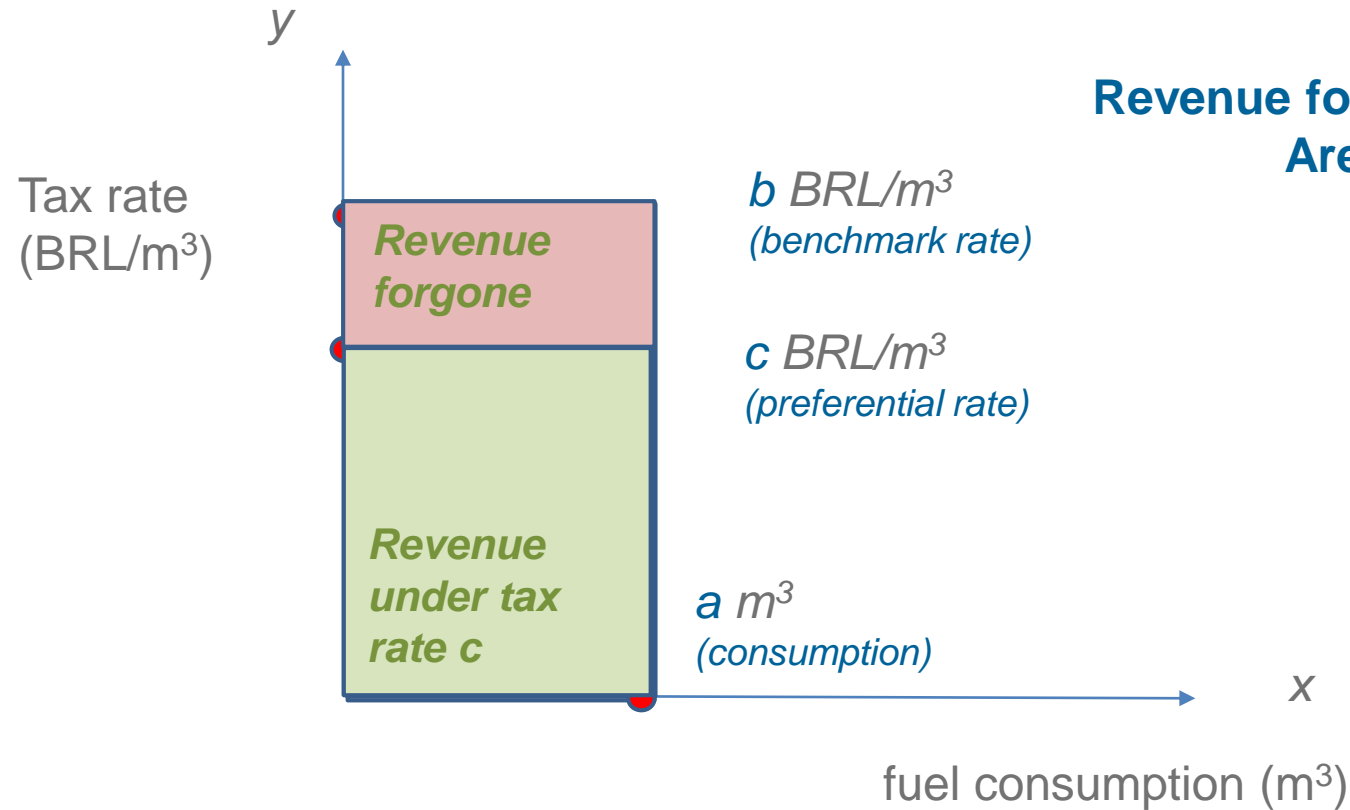 y
Revenue fo
Are
Tax rate
(BRL/m³)
b BRL/m³
(benchmark rate)
Revenue
forgone
c BRL/m³
(preferential rate)
Revenue
under tax
rate c
a m³
(consumption)
x
fuel consumption (m³)